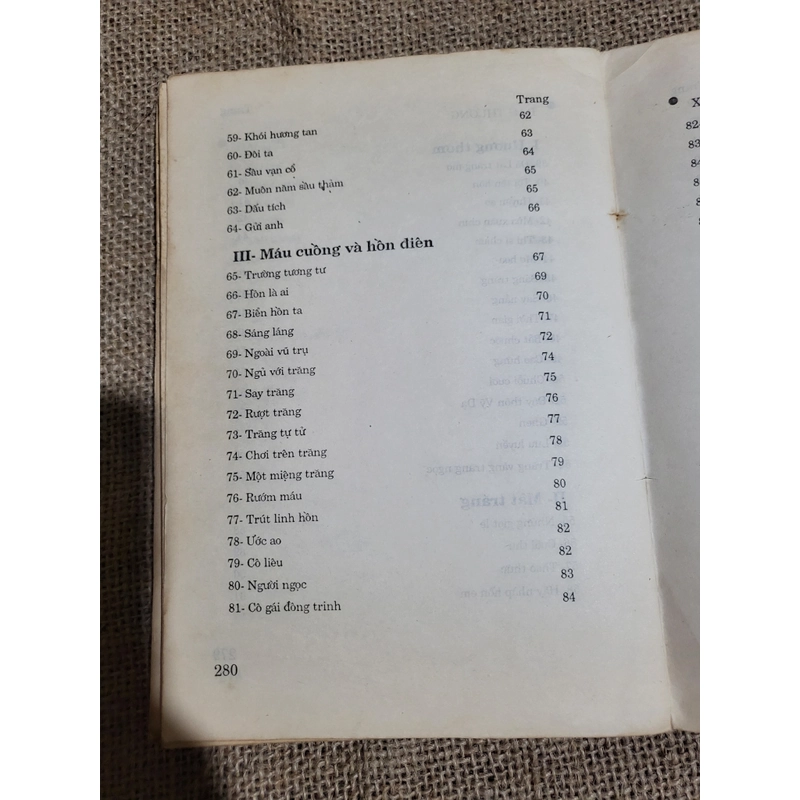 Trang
59- Khói hương tan 62
60- Đôi ta 63
61- Sầu vạn cổ 64
62- Muôn năm sầu thảm 65
63- Dấu tích 65
64- Gửi anh 66
III- Máu cuồng và hồn điên
65- Trường tương tư 67
66- Hồn là ai 69
67- Biển hồn ta 70
68- Sáng láng 71
69- Ngoài vũ trụ 72
70- Ngủ với trăng 74
71- Say trăng 75
72- Rượt trăng 76
73- Trăng tự tử 77
74- Chơi trên trăng 78
75- Một miệng trăng 79
76- Rướm máu 80
77- Trút linh hồn 81
78- Ước ao 82
79- Cô liêu 82
80- Người ngọc 83
81- Cô gái đồng trinh 84
280
● X
82
83
84